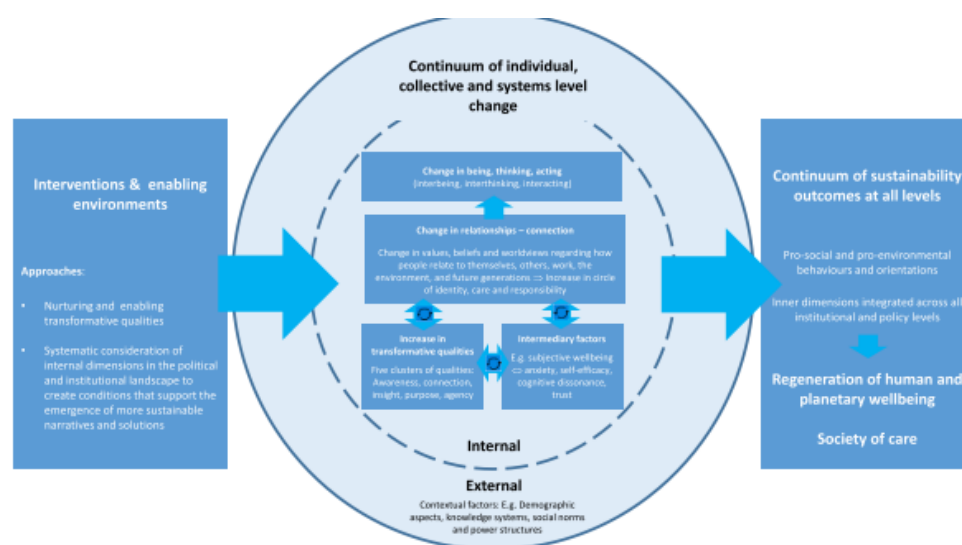 Continuum of individual,
collective and systems level
change
Interventions & enabling
environments
Approaches:
• Nurturing and enabling
transformative qualities
• Systematic consideration of
internal dimensions in the political
and institutional landscape to
create conditions that support the
emergence of more sustainable
narratives and solutions
Change in being, thinking, acting
(interbeing, interthinking, interacting)
Change in relationships – connection
Change in values, beliefs and worldviews regarding how
people relate to themselves, others, work, the
environment, and future generations ⊃ Increase in circle
of identity, care and responsibility
Increase in
transformative qualities
Five clusters of qualities:
Awareness, connection,
insight, purpose, agency
Intermediary factors
E.g. subjective wellbeing
⊃ anxiety, self-efficacy,
cognitive dissonance,
trust
Internal
External
Contextual factors: E.g. Demographic
aspects, knowledge systems, social norms
and power structures
Continuum of sustainability
outcomes at all levels
Pro-social and pro-environmental
behaviours and orientations
Inner dimensions integrated across all
institutional and policy levels
Regeneration of human and
planetary wellbeing
Society of care